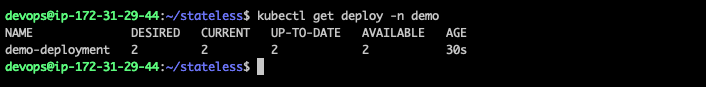 devops@ip-172-31-29-44:~/stateless$ kubectl get deploy -n demo
NAME              DESIRED   CURRENT   UP-TO-DATE   AVAILABLE   AGE
demo-deployment   2         2         2            2           30s
devops@ip-172-31-29-44:~/stateless$